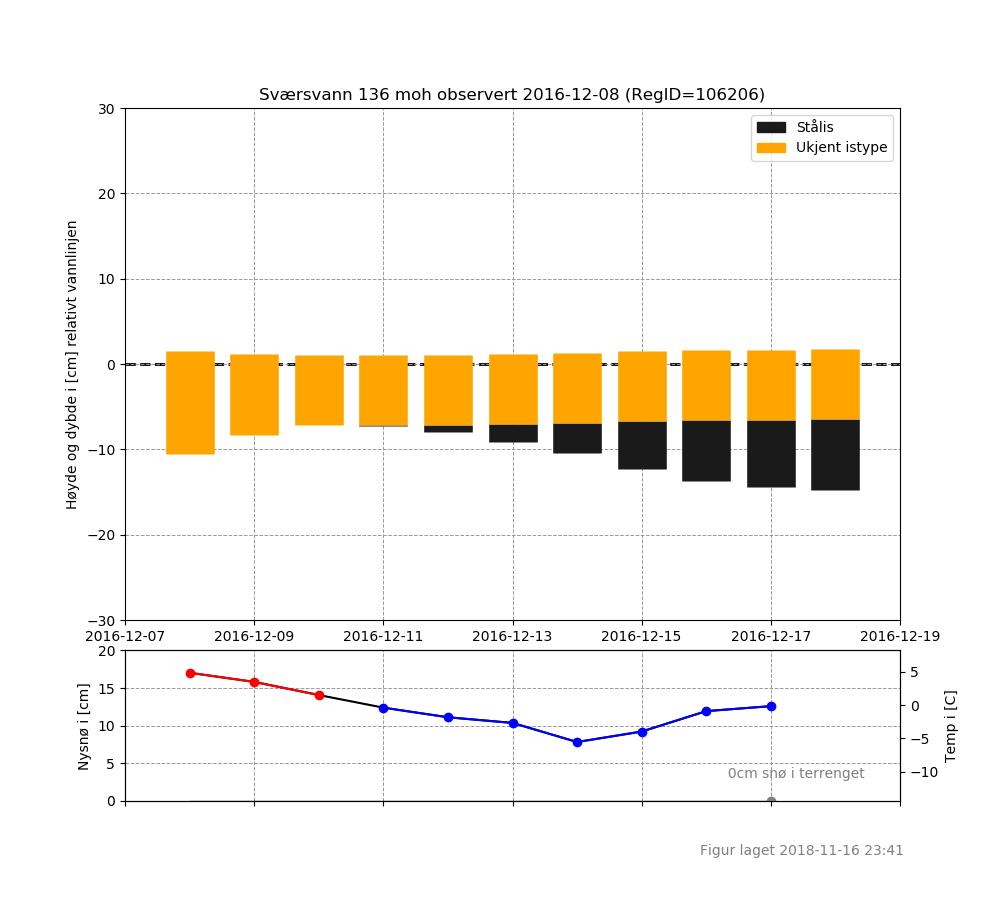 Sværsvann 136 moh observert 2016-12-08 (RegID=106206)
Stålis
Ukjent istype
Høyde og dybde i [cm] relativt vannlinjen
30
20
10
0
−10
−20
−30
2016-12-07 2016-12-09 2016-12-11 2016-12-13 2016-12-15 2016-12-17 2016-12-19
Nysnø i [cm]
20
15
10
5
0
5
0
−5
−10
Temp i [C]
0cm snø i terrenget
Figur laget 2018-11-16 23:41